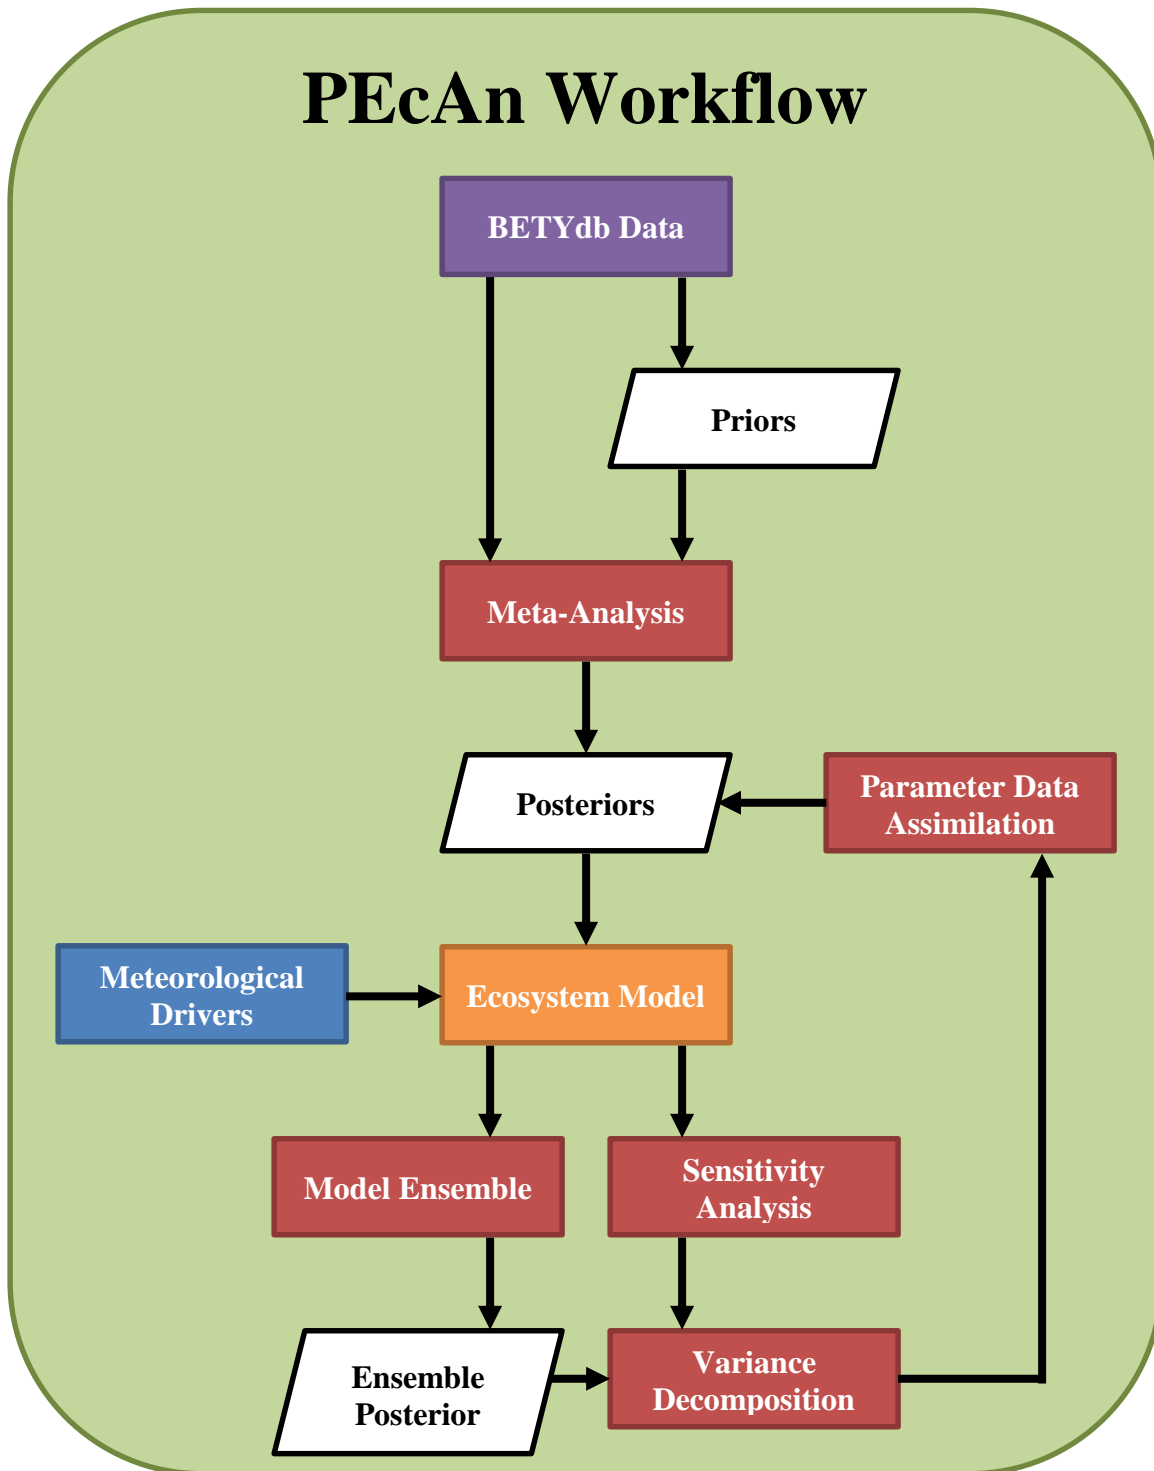 PEcAn Workflow
BETYdb Data
Priors
Meta-Analysis
Posteriors
Parameter Data
Assimilation
Meteorological
Drivers
Ecosystem Model
Model Ensemble
Sensitivity
Analysis
Ensemble
Posterior
Variance
Decomposition